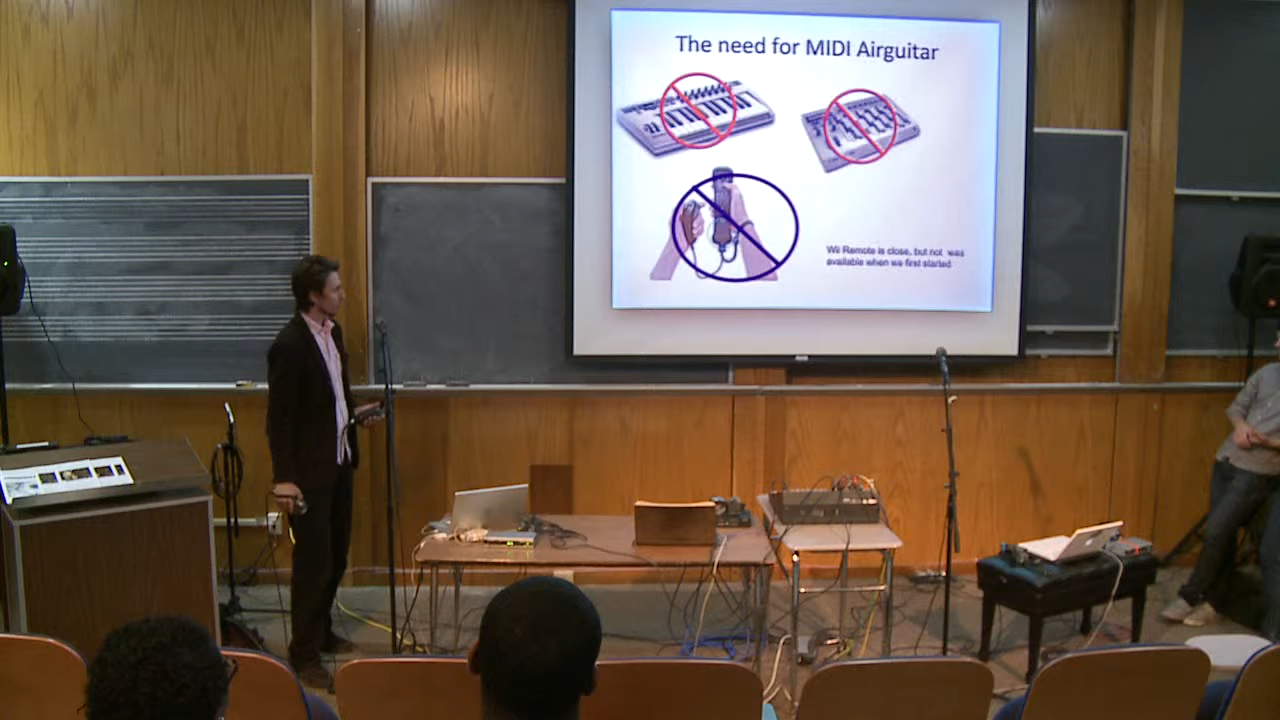 The need for MIDI Airguitar
Wii Remote is close, but not was
available when we first started